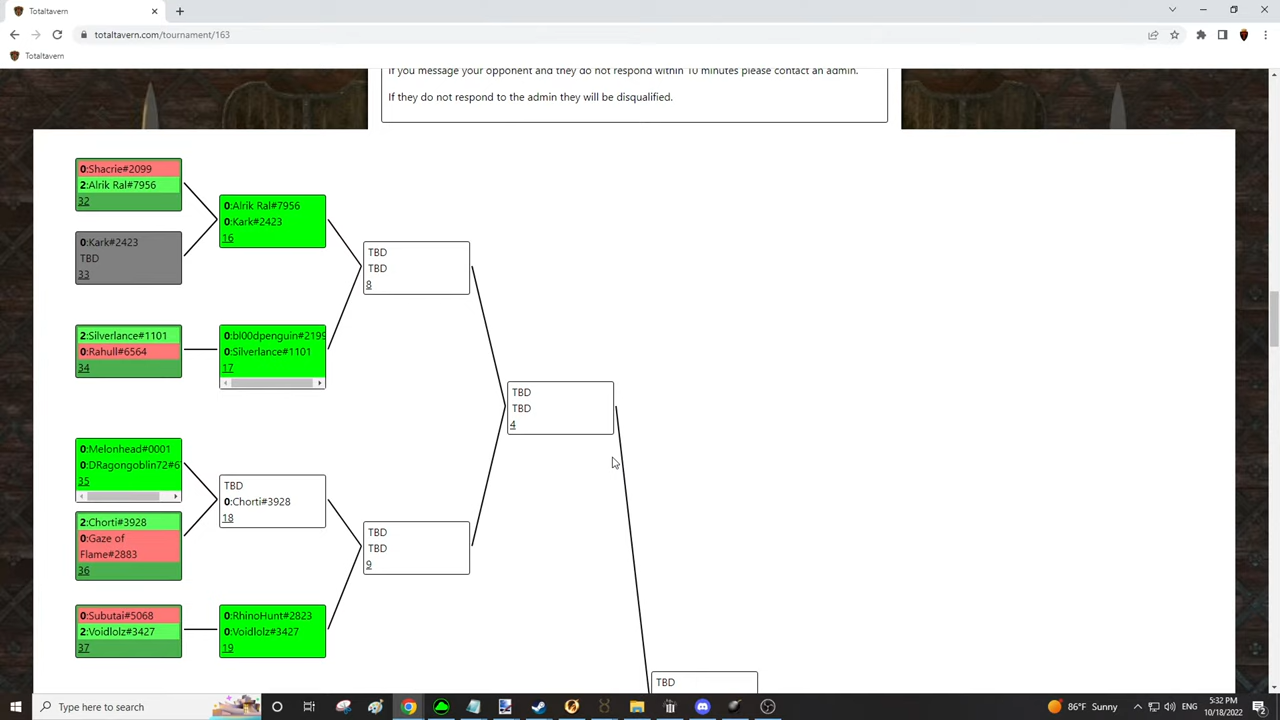 Totaltavern
totaltavern.com/tournament/163
Totaltavern
If you message your opponent and they do not respond within 10 minutes please contact an admin.
If they do not respond to the admin they will be disqualified.
0:Shacrie#2099
2:Alrik Ral#7956
32
0:Kark#2423
TBD
33
2:Silverlance#1101
0:Rahull#6564
34
0:Melonhead#0001
0:DRagongoblin72#6
35
2:Chorti#3928
0:Gaze of
Flame#2883
36
0:Subutai#5068
2:Voidlolz#3427
37
0:Alrik Ral#7956
0:Kark#2423
16
0:bl00dpenguin#2199
0:Silverlance#1101
17
TBD
0:Chorti#3928
18
0:RhinoHunt#2823
0:Voidlolz#3427
19
TBD
TBD
8
TBD
TBD
9
TBD
TBD
4
TBD
Type here to search
86°F Sunny
ENG
5:32 PM
10/18/2022
2